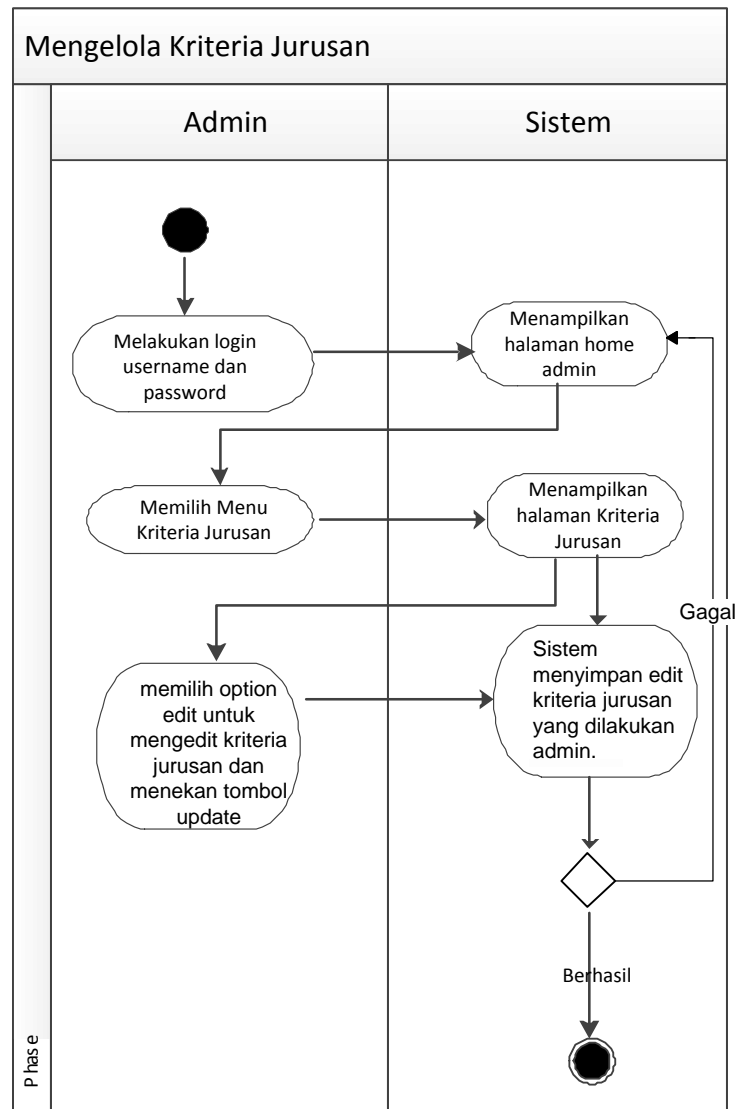 Mengelola Kriteria Jurusan
Admin
Sistem
Melakukan login
username dan
password
Menampilkan
halaman home
admin
Memilih Menu
Kriteria Jurusan
Menampilkan
halaman Kriteria
Jurusan
Gagal
memilih option
edit untuk
mengedit kriteria
jurusan dan
menekan tombol
update
Sistem
menyimpan edit
kriteria jurusan
yang dilakukan
admin.
Berhasil
Phase